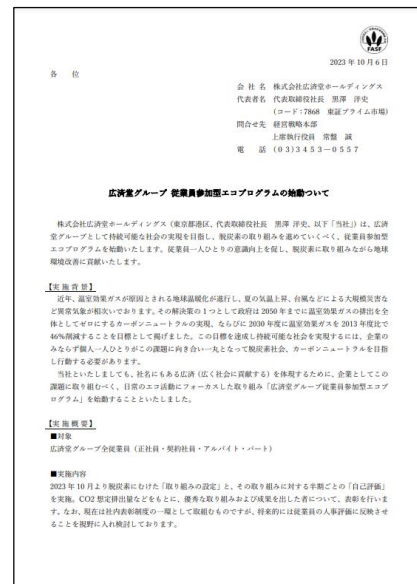 FASF
2023 年 10 月 6 日
各 位
会 社 名 株式会社広済堂ホールディングス
代表者名 代表取締役社長 黒澤 洋史
(コード:7868 東証プライム市場)
問合せ先 経営戦略本部
上席執行役員 常盤 誠
電 話 (03)3453-0557
広済堂グループ 従業員参加型エコプログラムの始動ついて
株式会社広済堂ホールディングス（東京都港区、代表取締役社長 黒澤 洋史、以下「当社」）は、広済
堂グループとして持続可能な社会の実現を目指し、脱炭素の取り組みを進めていくべく、従業員参加型
エコプログラムを始動いたします。従業員一人ひとりの意識向上を促し、脱炭素に取り組みながら地球
環境改善に貢献いたします。
【実施背景】
近年、温室効果ガスが原因とされる地球温暖化が進行し、夏の気温上昇、台風などによる大規模災害な
ど異常気象が相次いでおります。その解決の 1 つとして政府は 2050 年までに温室効果ガスの排出を全
体としてゼロにするカーボンニュートラルの実現、ならびに 2030 年度に温室効果ガスを 2013 年度比で
46%削減することを目標として掲げました。この目標を達成し持続可能な社会を実現するには、企業の
みならず個人一人ひとりがこの課題に向き合い一丸となって脱炭素社会、カーボンニュートラルを目指
し行動する必要があります。
当社といたしましても、社名にもある広済（広く社会に貢献する）を体現するために、企業としてこの
課題に取り組むべく、日常のエコ活動にフォーカスした取り組み「広済堂グループ従業員参加型エコプ
ログラム」を始動することといたしました。
【実施概要】
■対象
広済堂グループ全従業員（正社員・契約社員・アルバイト・パート）
■実施内容
2023 年 10 月より脱炭素にむけた「取り組みの設定」と、その取り組みに対する半期ごとの「自己評価」
を実施。CO2 想定排出量などをもとに、優秀な取り組みおよび成果を出した者について、表彰を行いま
す。なお、現在は社内表彰制度の一環として取組むものですが、将来的には従業員の人事評価に反映させ
ることを視野に入れ検討しております。